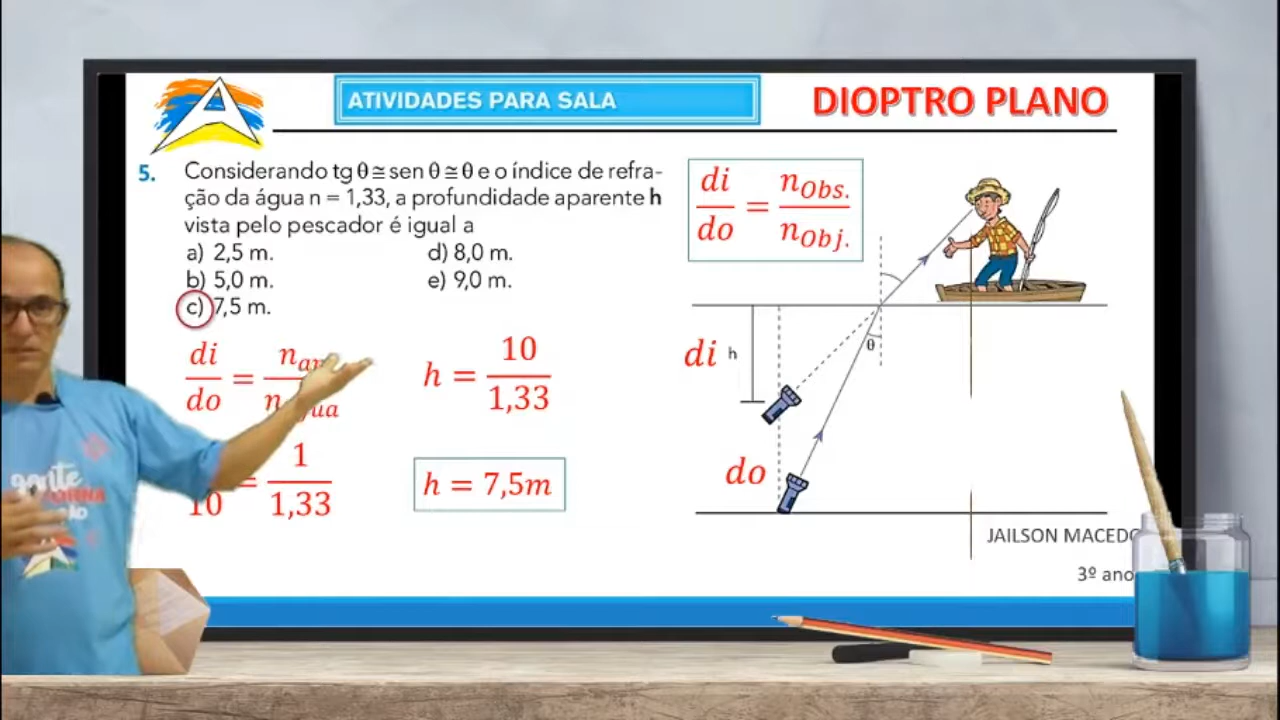 ATIVIDADES PARA SALA
DIOPTRO PLANO
5. Considerando tg θ ≅ sen θ ≅ θ e o índice de refra-
ção da água n = 1,33, a profundidade aparente h
vista pelo pescador é igual a
a) 2,5 m.
d) 8,0 m.
b) 5,0 m.
e) 9,0 m.
c) 7,5 m.
di/do = nObs./nObj.
di/do = 
h = 10/1,33
10 = 1/1,33
h = 7,5m
di h
θ
do
JAILSON MACEDO
3º ano
gente